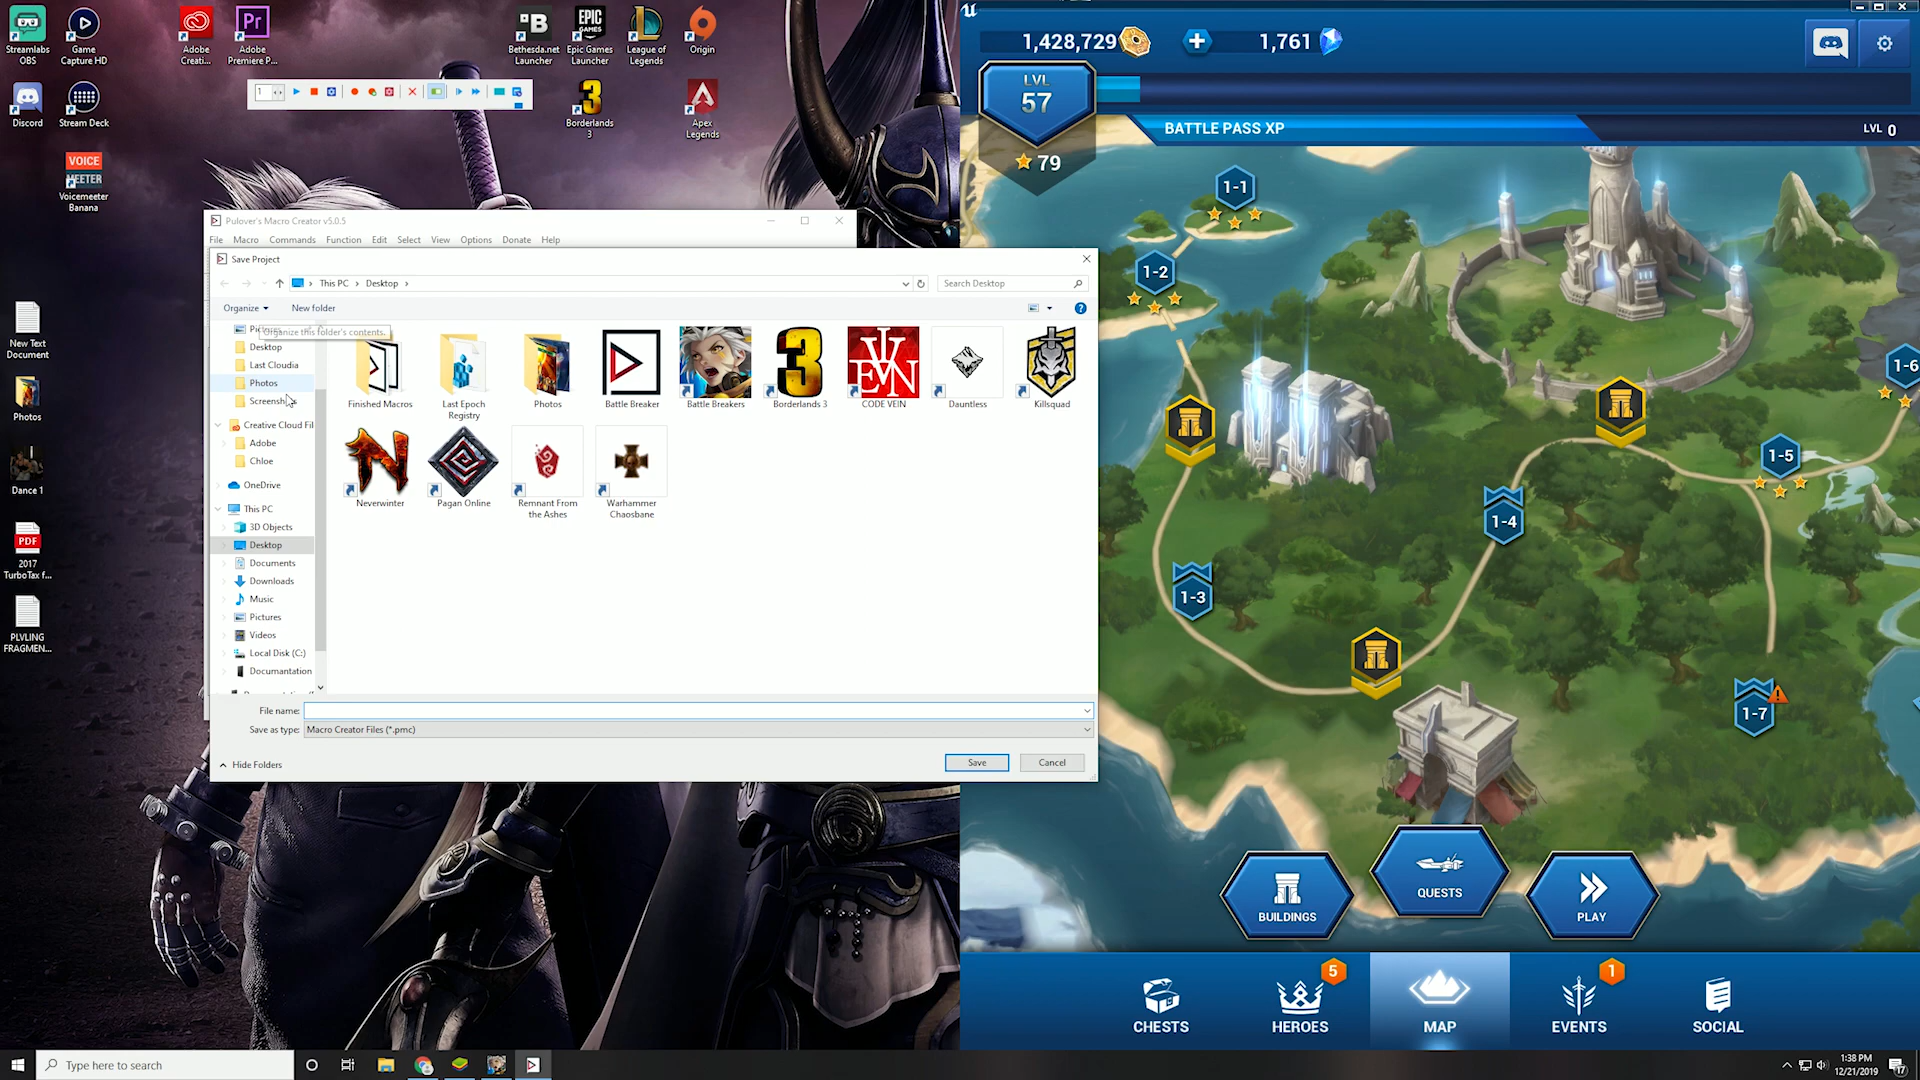 Streamlabs OBS
Game Capture HD
Adobe Creati...
Pr
Adobe Premiere P...
Bethesda.net Launcher
EPIC GAMES
Epic Games Launcher
League of Legends
Origin
Discord
Stream Deck
1
3
Borderlands 3
Apex Legends
VOICE MEETER
Voicemeeter Banana
New Text Document
Photos
Dance 1
PDF
2017 TurboTax f...
PLVLING FRAGMEN...
Pulover's Macro Creator v5.0.5
File Macro Commands Function Edit Select View Options Donate Help
Save Project
This PC > Desktop >
Search Desktop
Organize
New folder
Organize this folder's contents.
Desktop
Last Cloudia
Photos
Screenshots
Creative Cloud Fil
Adobe
Chloe
OneDrive
This PC
3D Objects
Desktop
Documents
Downloads
Music
Pictures
Videos
Local Disk (C:)
Documantation
Finished Macros
Last Epoch Registry
Photos
Battle Breaker
Battle Breakers
3
Borderlands 3
CODE VEIN
Dauntless
Killsquad
Neverwinter
Pagan Online
Remnant From the Ashes
Warhammer Chaosbane
File name:
Save as type: Macro Creator Files (*.pmc)
Hide Folders
Save
Cancel
1,428,729
1,761
LVL
57
79
BATTLE PASS XP
LVL 0
1-1
1-2
1-6
1-5
1-4
1-3
1-7
BUILDINGS
QUESTS
PLAY
CHESTS
5
HEROES
MAP
1
EVENTS
SOCIAL
Type here to search
1:38 PM
12/21/2019
17